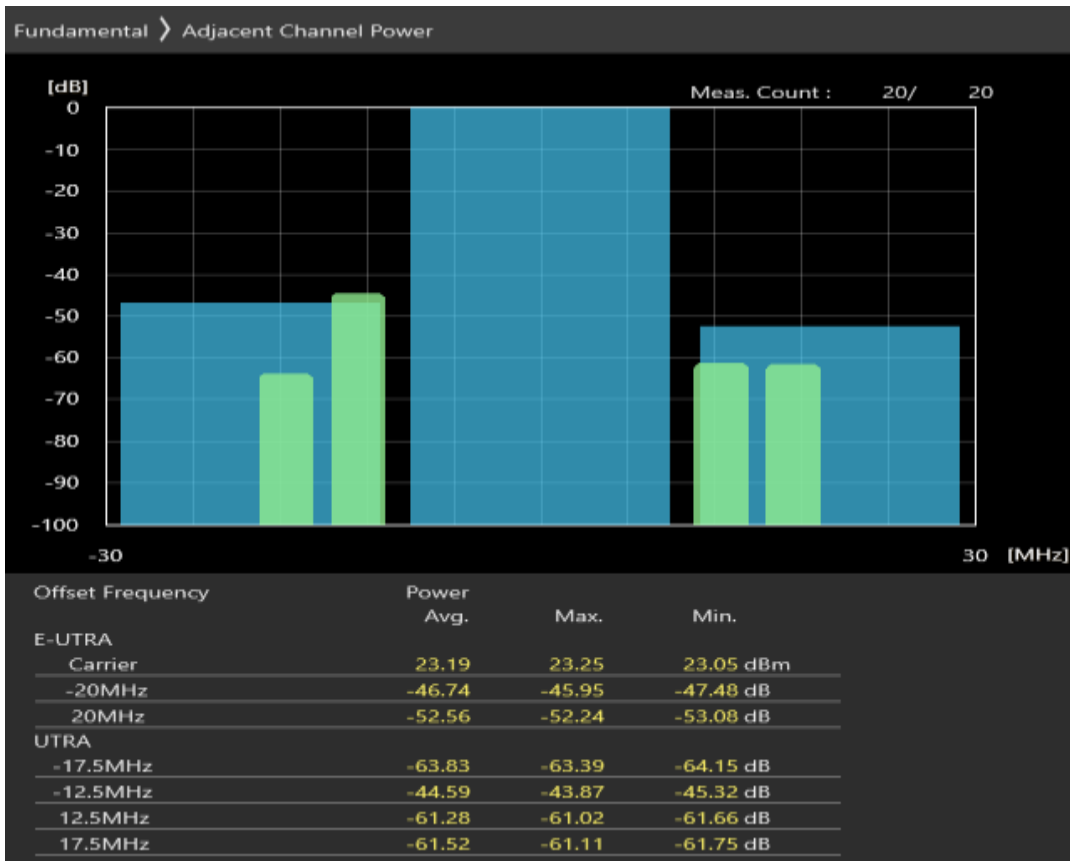 Fundamental ❯ Adjacent Channel Power
[dB]
Meas. Count : 20/ 20
0
-10
-20
-30
-40
-50
-60
-70
-80
-90
-100
-30 30 [MHz]
Offset Frequency Power
Avg. Max. Min.
E-UTRA
Carrier 23.19 23.25 23.05 dBm
-20MHz -46.74 -45.95 -47.48 dB
20MHz -52.56 -52.24 -53.08 dB
UTRA
-17.5MHz -63.83 -63.39 -64.15 dB
-12.5MHz -44.59 -43.87 -45.32 dB
12.5MHz -61.28 -61.02 -61.66 dB
17.5MHz -61.52 -61.11 -61.75 dB